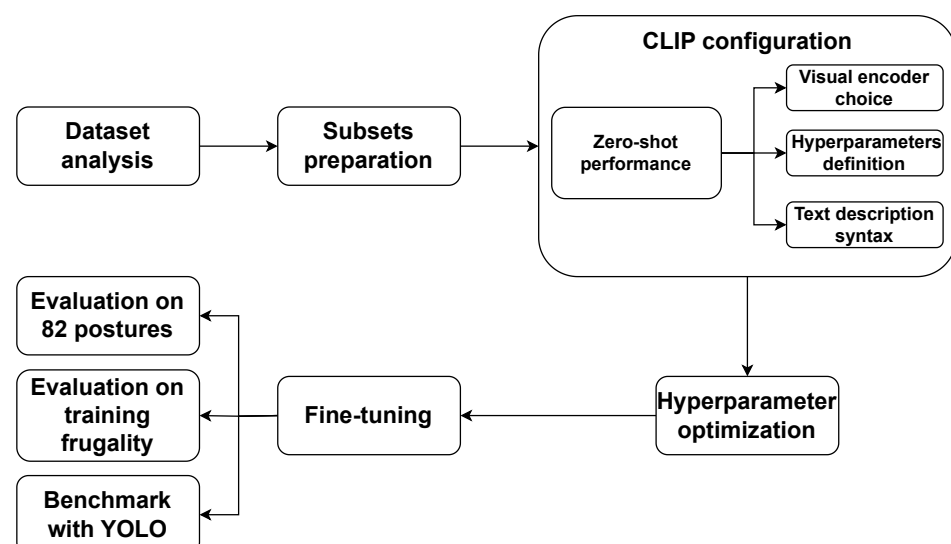 Dataset
analysis
Subsets
preparation
CLIP configuration
Zero-shot
performance
Visual encoder
choice
Hyperparameters
definition
Text description
syntax
Hyperparameter
optimization
Fine-tuning
Evaluation on
82 postures
Evaluation on
training
frugality
Benchmark
with YOLO